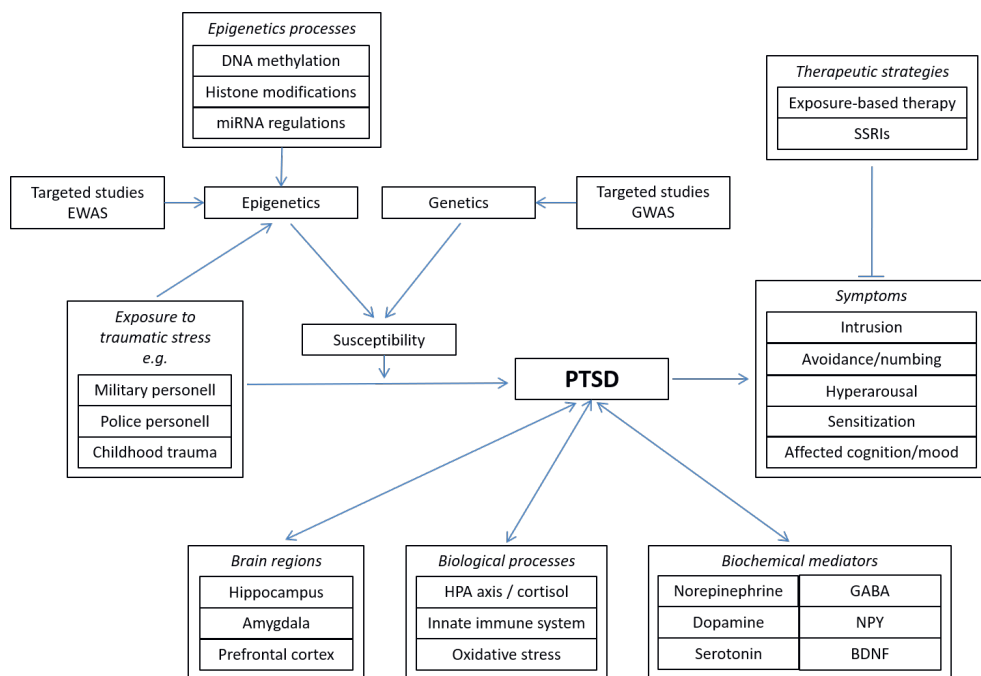 Epigenetics processes
DNA methylation
Histone modifications
miRNA regulations
Therapeutic strategies
Exposure-based therapy
SSRIs
Targeted studies
EWAS
Epigenetics
Genetics
Targeted studies
GWAS
Exposure to
traumatic stress
e.g.
Military personell
Police personell
Childhood trauma
Susceptibility
PTSD
Symptoms
Intrusion
Avoidance/numbing
Hyperarousal
Sensitization
Affected cognition/mood
Brain regions
Hippocampus
Amygdala
Prefrontal cortex
Biological processes
HPA axis / cortisol
Innate immune system
Oxidative stress
Biochemical mediators
Norepinephrine GABA
Dopamine NPY
Serotonin BDNF